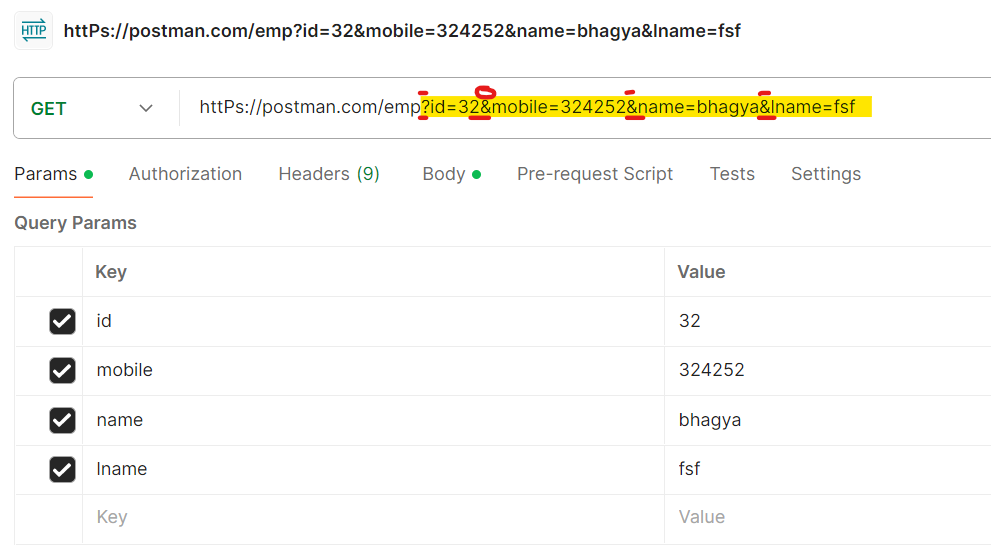 HTTP httPs://postman.com/emp?id=32&mobile=324252&name=bhagya&lname=fsf
GET httPs://postman.com/emp?id=32&mobile=324252&name=bhagya&lname=fsf
Params Authorization Headers (9) Body Pre-request Script Tests Settings
Query Params
Key Value
id 32
mobile 324252
name bhagya
lname fsf
Key Value